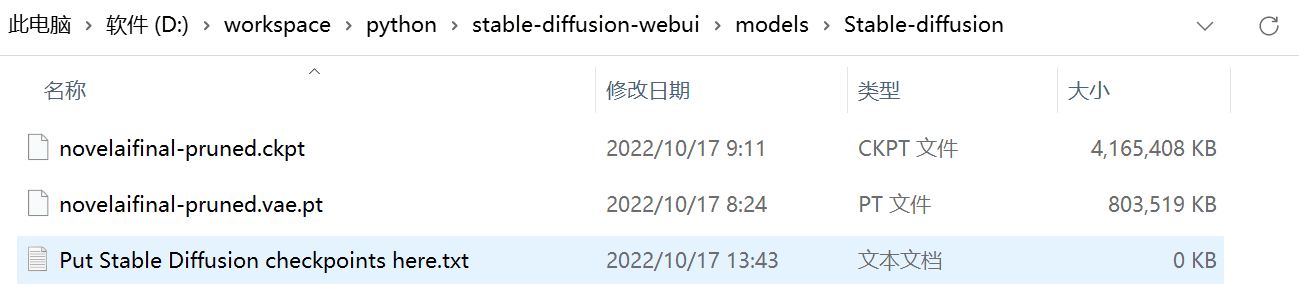 此电脑 › 软件 (D:) › workspace › python › stable-diffusion-webui › models › Stable-diffusion
名称 修改日期 类型 大小
novelaifinal-pruned.ckpt 2022/10/17 9:11 CKPT 文件 4,165,408 KB
novelaifinal-pruned.vae.pt 2022/10/17 8:24 PT 文件 803,519 KB
Put Stable Diffusion checkpoints here.txt 2022/10/17 13:43 文本文档 0 KB